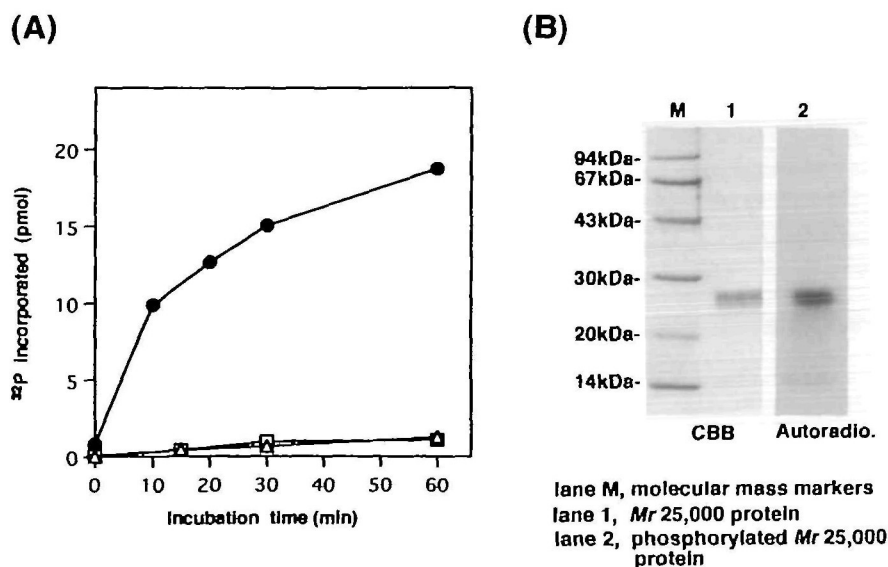 (A)
20
15
10
5
0
³²P incorporated (pmol)
0 10 20 30 40 50 60
Incubation time (min)
(B)
M 1 2
94kDa-
67kDa-
43kDa-
30kDa-
20kDa-
14kDa-
CBB Autoradio.
lane M, molecular mass markers
lane 1, Mr 25,000 protein
lane 2, phosphorylated Mr 25,000
protein